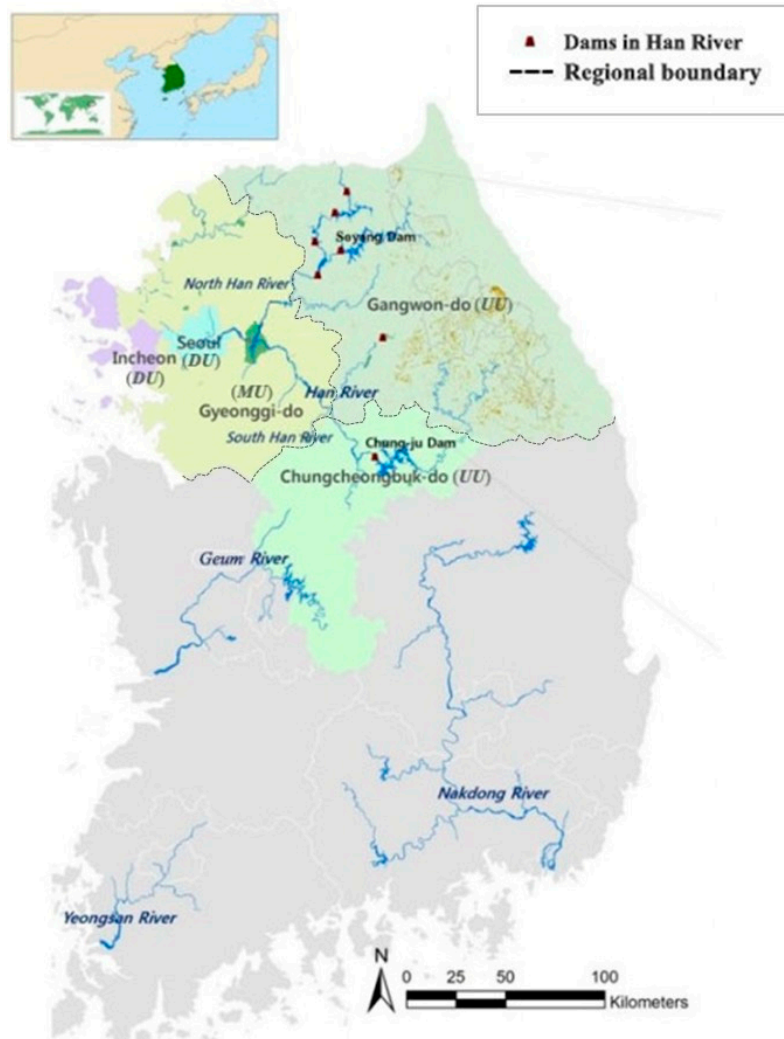 Dams in Han River
Regional boundary
Soyang Dam
North Han River
Gangwon-do (UU)
Seoul
(DU)
Incheon
(DU)
(MU)
Gyeonggi-do
Han River
South Han River
Chung-ju Dam
Chungcheongbuk-do (UU)
Geum River
Nakdong River
Yeongsan River
N
0 25 50 100
Kilometers